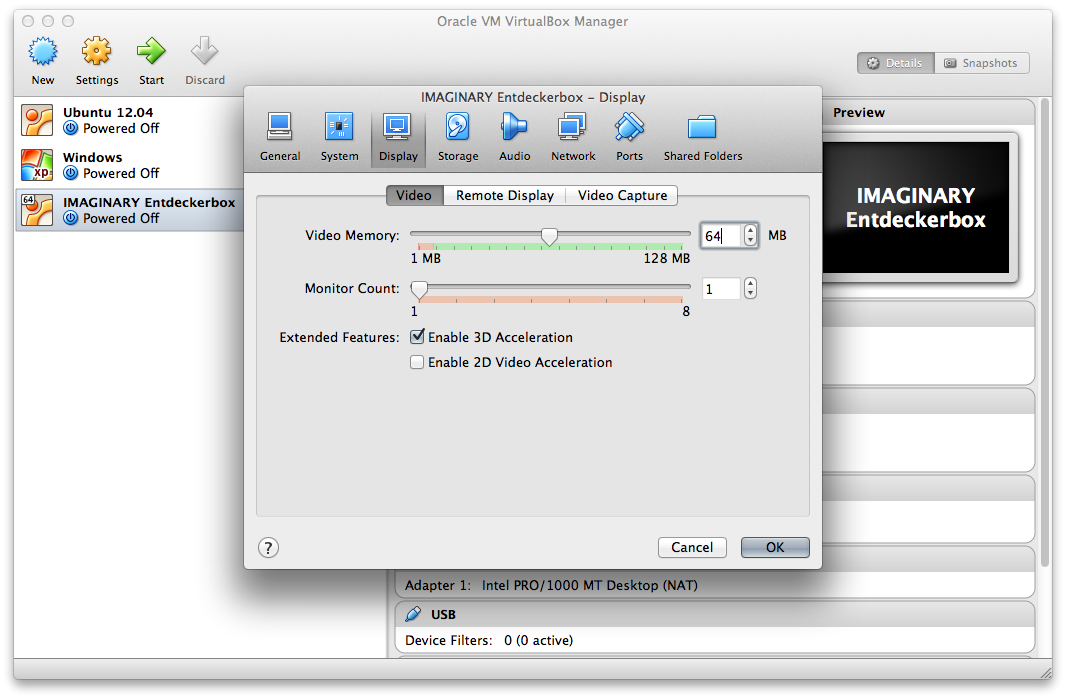 Oracle VM VirtualBox Manager
New Settings Start Discard
Details Snapshots
Ubuntu 12.04
Powered Off
Windows
Powered Off
64 IMAGINARY Entdeckerbox
Powered Off
IMAGINARY Entdeckerbox – Display
General System Display Storage Audio Network Ports Shared Folders
Video Remote Display Video Capture
Video Memory: 64 MB
1 MB 128 MB
Monitor Count: 1
1 8
Extended Features: Enable 3D Acceleration
Enable 2D Video Acceleration
? Cancel OK
Preview
IMAGINARY
Entdeckerbox
Adapter 1: Intel PRO/1000 MT Desktop (NAT)
USB
Device Filters: 0 (0 active)